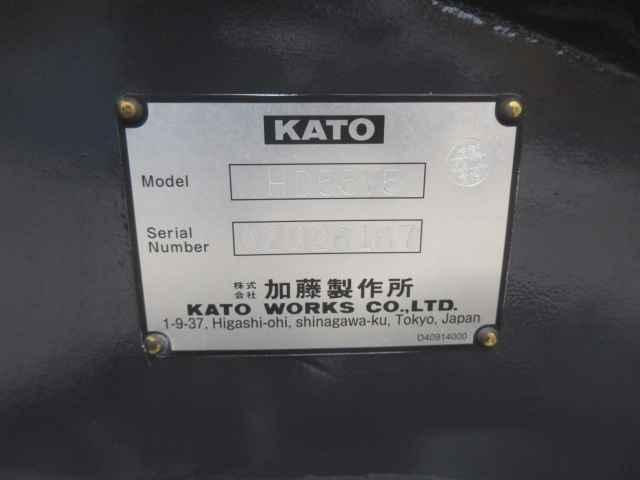 KATO
Model
Serial
Number
株式会社 加藤製作所
KATO WORKS CO.,LTD.
1-9-37, Higashi-ohi, shinagawa-ku, Tokyo, Japan
D40914000